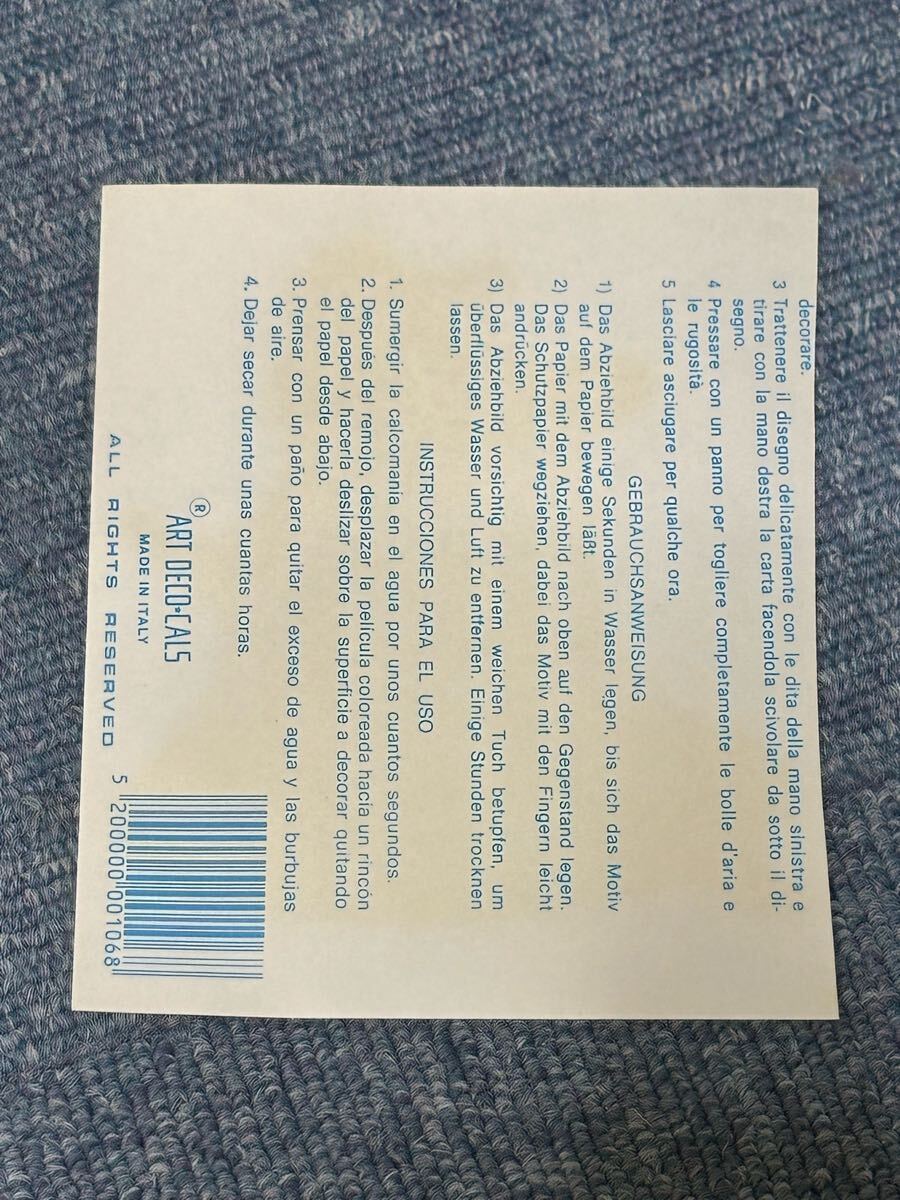 decorare.
3 Trattenere il disegno delicatamente con le dita della mano sinistra e
tirare con la mano destra la carta facendola scivolare da sotto il di-
segno.
4 Pressare con un panno per togliere completamente le bolle d'aria e
le rugosità.
5 Lasciare asciugare per qualche ora.
GEBRAUCHSANWEISUNG
1) Das Abziehbild einige Sekunden in Wasser legen, bis sich das Motiv
auf dem Papier bewegen läßt.
2) Das Papier mit dem Abziehbild nach oben auf den Gegenstand legen.
Das Schutzpapier wegziehen, dabei das Motiv mit den Fingern leicht
andrücken.
3) Das Abziehbild vorsichtig mit einem weichen Tuch betupfen, um
überflüssiges Wasser und Luft zu entfernen. Einige Stunden trocknen
lassen.
INSTRUCCIONES PARA EL USO
1. Sumergir la calcomanía en el agua por unos cuantos segundos.
2. Después del remojo, desplazar la película coloreada hacía un rincón
del papel y hacerla deslizar sobre la superficie a decorar quitando
el papel desde abajo.
3. Prensar con un paño para quitar el exceso de agua y las burbujas
de aire.
4. Dejar secar durante unas cuantas horas.
® ART DECO•CALS
MADE IN ITALY
ALL RIGHTS RESERVED
5 200000 001068